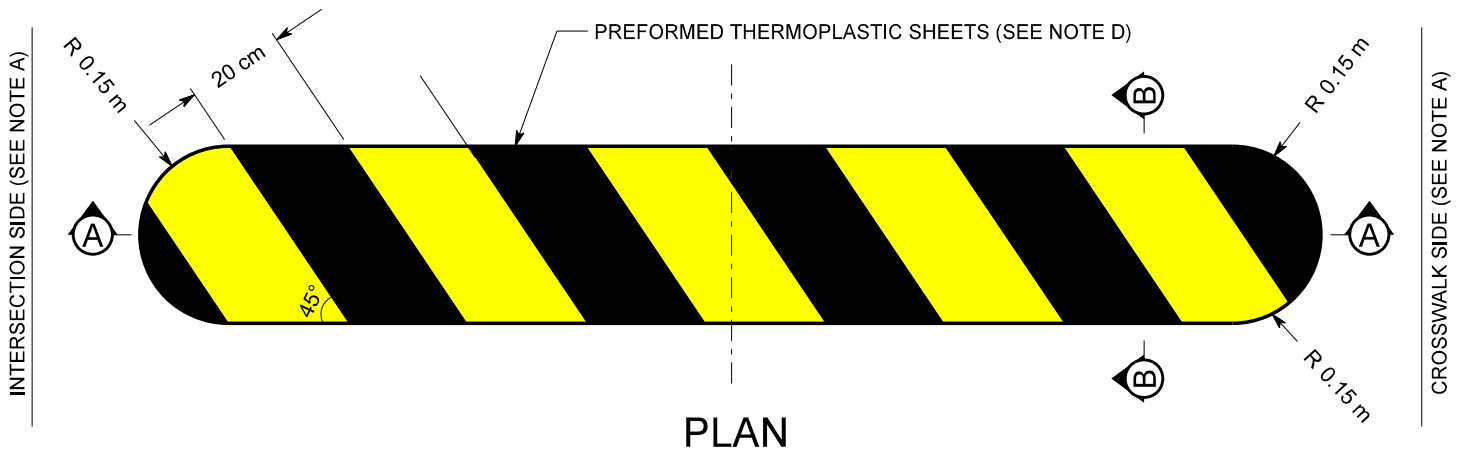 INTERSECTION SIDE (SEE NOTE A)
R 0.15 m
20 cm
PREFORMED THERMOPLASTIC SHEETS (SEE NOTE D)
B
R 0.15 m
A
A
45°
B
R 0.15 m
CROSSWALK SIDE (SEE NOTE A)
PLAN